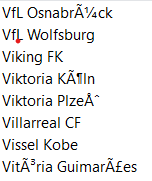 VfL OsnabrÃ¼ck
VfL Wolfsburg
Viking FK
Viktoria KÃ¶ln
Viktoria PlzeÅˆ
Villarreal CF
Vissel Kobe
VitÃ³ria GuimarÃ£es